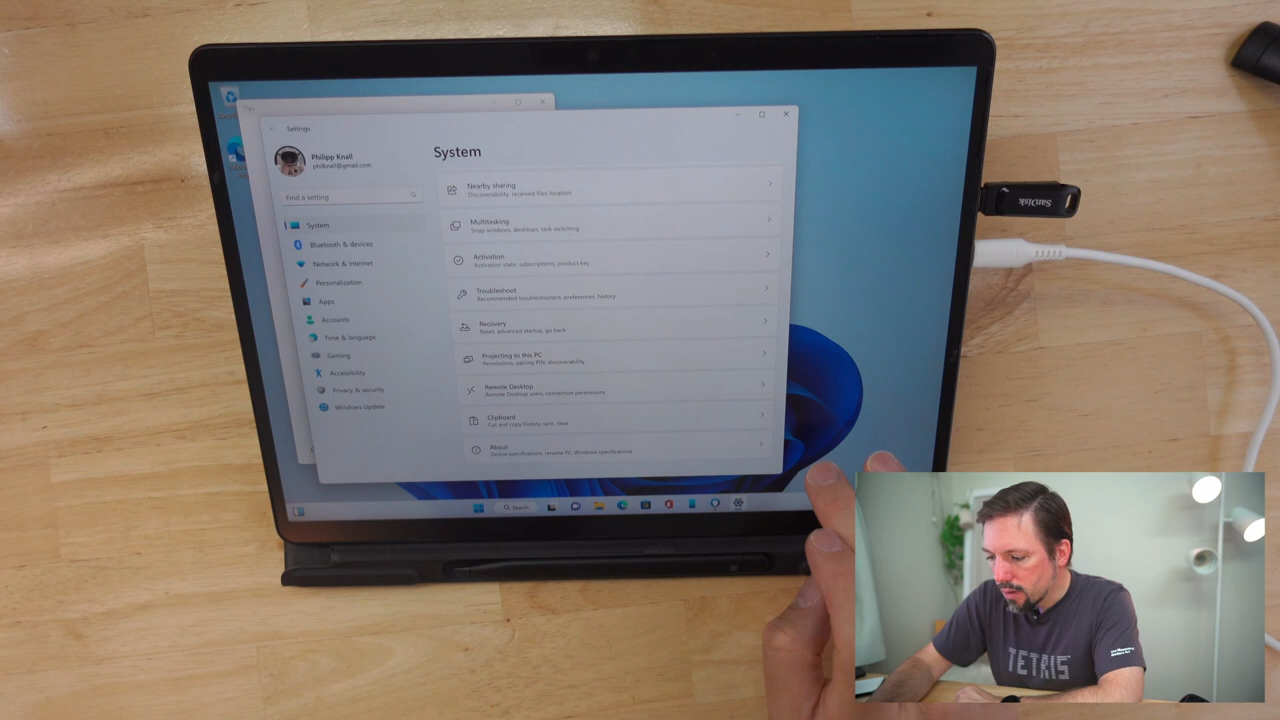 Tips
Settings
Philipp Knall
philknall@gmail.com
Find a setting
System
Bluetooth & devices
Network & internet
Personalization
Apps
Accounts
Time & language
Gaming
Accessibility
Privacy & security
Windows Update
System
Nearby sharing
Discoverability, received files location
Multitasking
Snap windows, desktops, task switching
Activation
Activation state, subscriptions, product key
Troubleshoot
Recommended troubleshooters, preferences, history
Recovery
Reset, advanced startup, go back
Projecting to this PC
Permissions, pairing PIN, discoverability
Remote Desktop
Remote Desktop users, connection permissions
Clipboard
Cut and copy history, sync, clear
About
Device specifications, rename PC, Windows specifications
Search
SanDisk
TETRIS